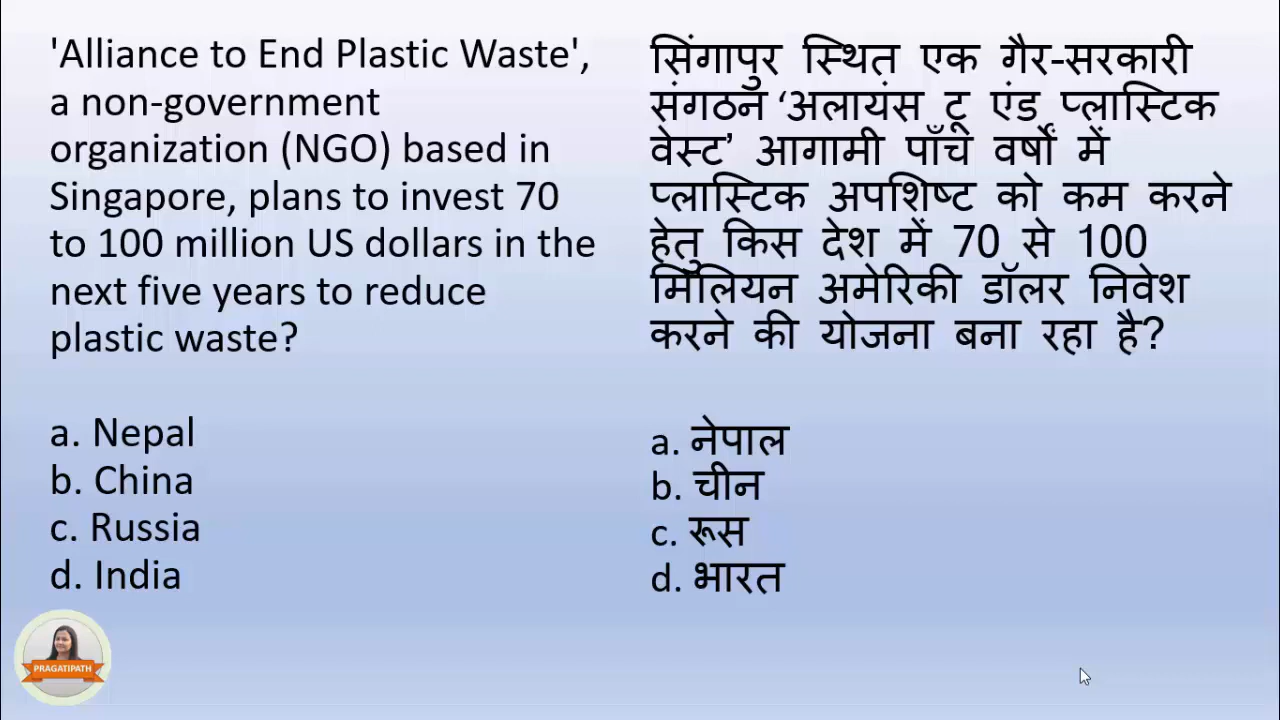 'Alliance to End Plastic Waste',
a non-government
organization (NGO) based in
Singapore, plans to invest 70
to 100 million US dollars in the
next five years to reduce
plastic waste?
a. Nepal
b. China
c. Russia
d. India
सिंगापुर स्थित एक गैर-सरकारी
संगठन ‘अलायंस टू एंड प्लास्टिक
वेस्ट’ आगामी पाँच वर्षों में
प्लास्टिक अपशिष्ट को कम करने
हेतु किस देश में 70 से 100
मिलियन अमेरिकी डॉलर निवेश
करने की योजना बना रहा है?
a. नेपाल
b. चीन
c. रूस
d. भारत
PRAGATIPATH